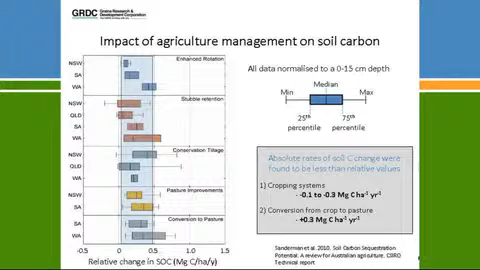 GRDC
Grains Research &
Development Corporation
Impact of agriculture management on soil carbon
Enhanced Rotation
NSW
SA
WA
Stubble retention
NSW
QLD
SA
WA
Conservation Tillage
NSW
QLD
WA
Pasture Improvements
NSW
SA
Conversion to Pasture
SA
NSW
WA
-0.5
0
0.5
1.0
1.5
Relative change in SOC (Mg C/ha/y)
All data normalised to a 0-15 cm depth
Min
Median
Max
25th
percentile
75th
percentile
Absolute rates of soil C change were
found to be less than relative values
1) Cropping systems
- -0.1 to -0.3 Mg C ha-1 yr-1
2) Conversion from crop to pasture
- +0.3 Mg C ha-1 yr-1
Sanderman et al. 2010, Soil Carbon Sequestration
Potential: A review for Australian agriculture, CSIRO
Technical report